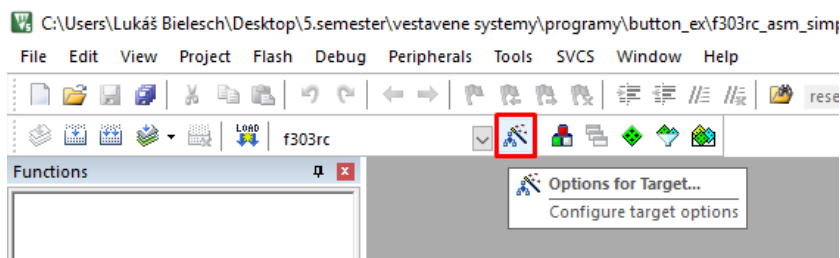 C:\Users\Lukáš Bielesch\Desktop\5.semester\vestavene systemy\programy\button_ex\f303rc_asm_simp
File Edit View Project Flash Debug Peripherals Tools SVCS Window Help
rese
LOAD f303rc
Functions
Options for Target...
Configure target options